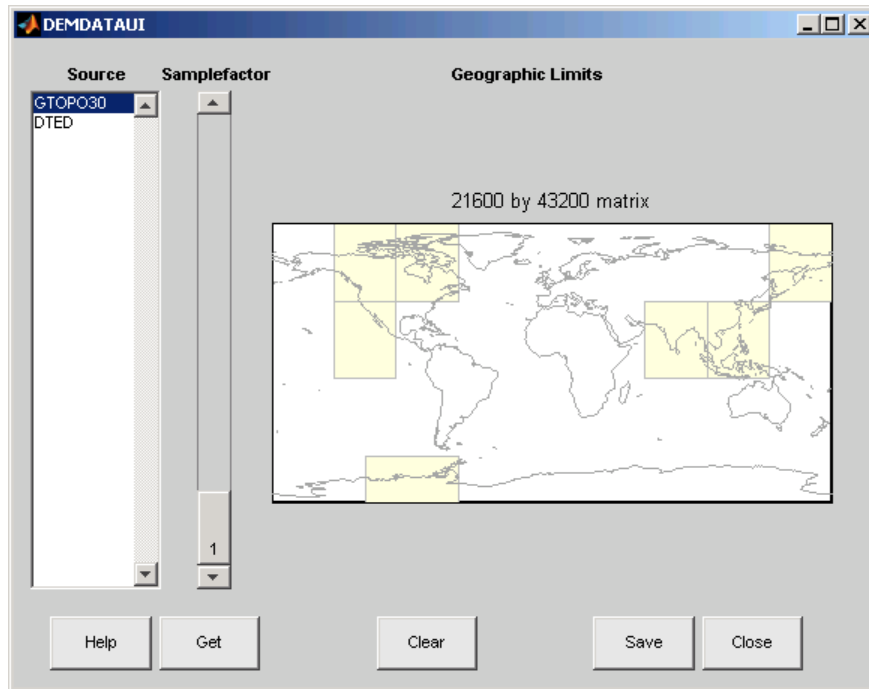 DEMDATAUI
Source Samplefactor Geographic Limits
GTOPO30
DTED
21600 by 43200 matrix
1
Help Get Clear Save Close